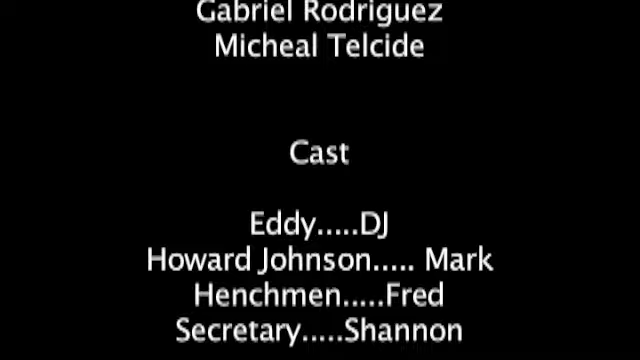 Gabriel Rodriguez
Micheal Telcide
Cast
Eddy.....DJ
Howard Johnson..... Mark
Henchmen.....Fred
Secretary.....Shannon